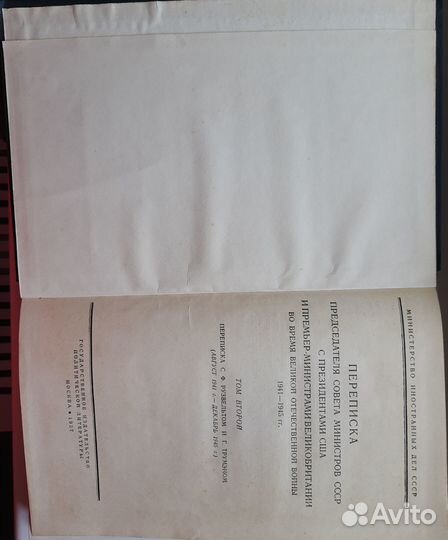 МИНИСТЕРСТВО ИНОСТРАННЫХ ДЕЛ СССР
ПЕРЕПИСКА
ПРЕДСЕДАТЕЛЯ СОВЕТА МИНИСТРОВ СССР
С ПРЕЗИДЕНТАМИ США
И ПРЕМЬЕР-МИНИСТРАМИ ВЕЛИКОБРИТАНИИ
ВО ВРЕМЯ ВЕЛИКОЙ ОТЕЧЕСТВЕННОЙ ВОЙНЫ
1941—1945 гг.
ТОМ ВТОРОЙ
ПЕРЕПИСКА С Ф. РУЗВЕЛЬТОМ И Г. ТРУМЭНОМ
(АВГУСТ 1941 г.—ДЕКАБРЬ 1945 г.)
ГОСУДАРСТВЕННОЕ ИЗДАТЕЛЬСТВО
ПОЛИТИЧЕСКОЙ ЛИТЕРАТУРЫ
МОСКВА • 1957
Avito